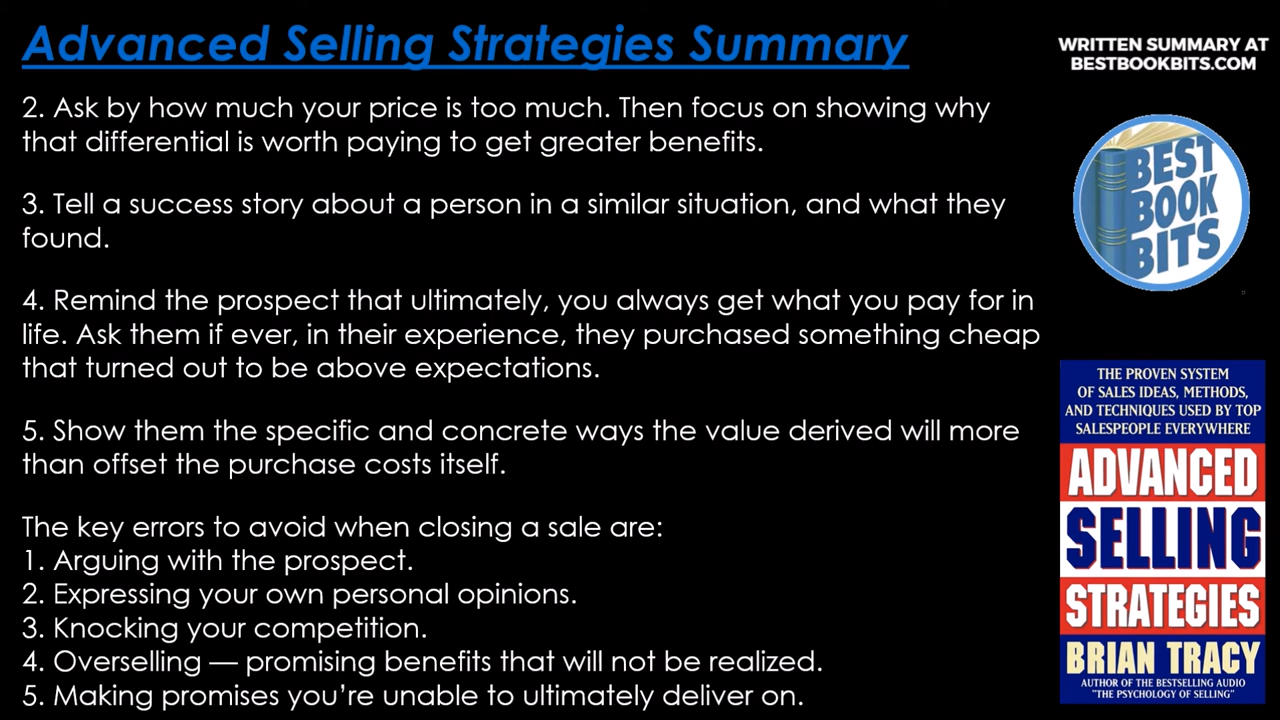 Advanced Selling Strategies Summary
WRITTEN SUMMARY AT
BESTBOOKBITS.COM
2. Ask by how much your price is too much. Then focus on showing why
that differential is worth paying to get greater benefits.
3. Tell a success story about a person in a similar situation, and what they
found.
4. Remind the prospect that ultimately, you always get what you pay for in
life. Ask them if ever, in their experience, they purchased something cheap
that turned out to be above expectations.
5. Show them the specific and concrete ways the value derived will more
than offset the purchase costs itself.
The key errors to avoid when closing a sale are:
1. Arguing with the prospect.
2. Expressing your own personal opinions.
3. Knocking your competition.
4. Overselling — promising benefits that will not be realized.
5. Making promises you’re unable to ultimately deliver on.
BEST
BOOK
BITS
THE PROVEN SYSTEM
OF SALES IDEAS, METHODS,
AND TECHNIQUES USED BY TOP
SALESPEOPLE EVERYWHERE
ADVANCED
SELLING
STRATEGIES
BRIAN TRACY
AUTHOR OF THE BESTSELLING AUDIO
"THE PSYCHOLOGY OF SELLING"